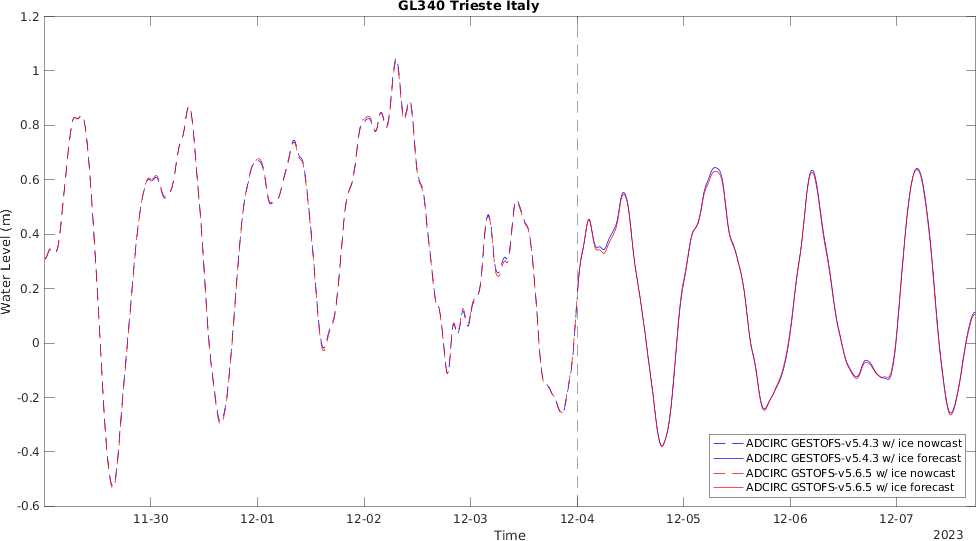 GL340 Trieste Italy
1.2
1
0.8
0.6
0.4
0.2
0
-0.2
-0.4
-0.6
Water Level (m)
ADCIRC GESTOFS-v5.4.3 w/ ice nowcast
ADCIRC GESTOFS-v5.4.3 w/ ice forecast
ADCIRC GSTOFS-v5.6.5 w/ ice nowcast
ADCIRC GSTOFS-v5.6.5 w/ ice forecast
11-30 12-01 12-02 12-03 12-04 12-05 12-06 12-07
Time
2023